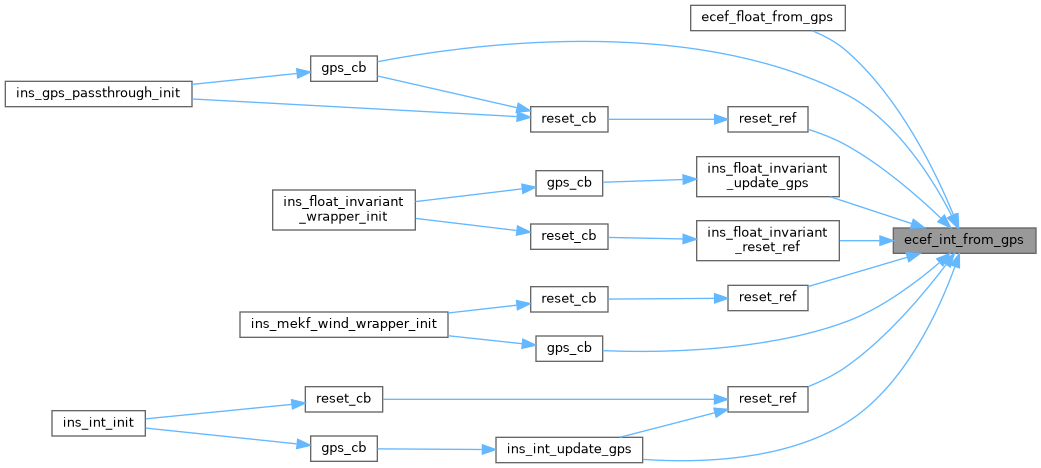 ecef_float_from_gps
gps_cb
ins_gps_passthrough_init
reset_cb
reset_ref
ins_float_invariant
_update_gps
gps_cb
ins_float_invariant
_wrapper_init
reset_cb
ins_float_invariant
_reset_ref
ecef_int_from_gps
reset_cb
reset_ref
ins_mekf_wind_wrapper_init
gps_cb
reset_cb
reset_ref
ins_int_init
gps_cb
ins_int_update_gps